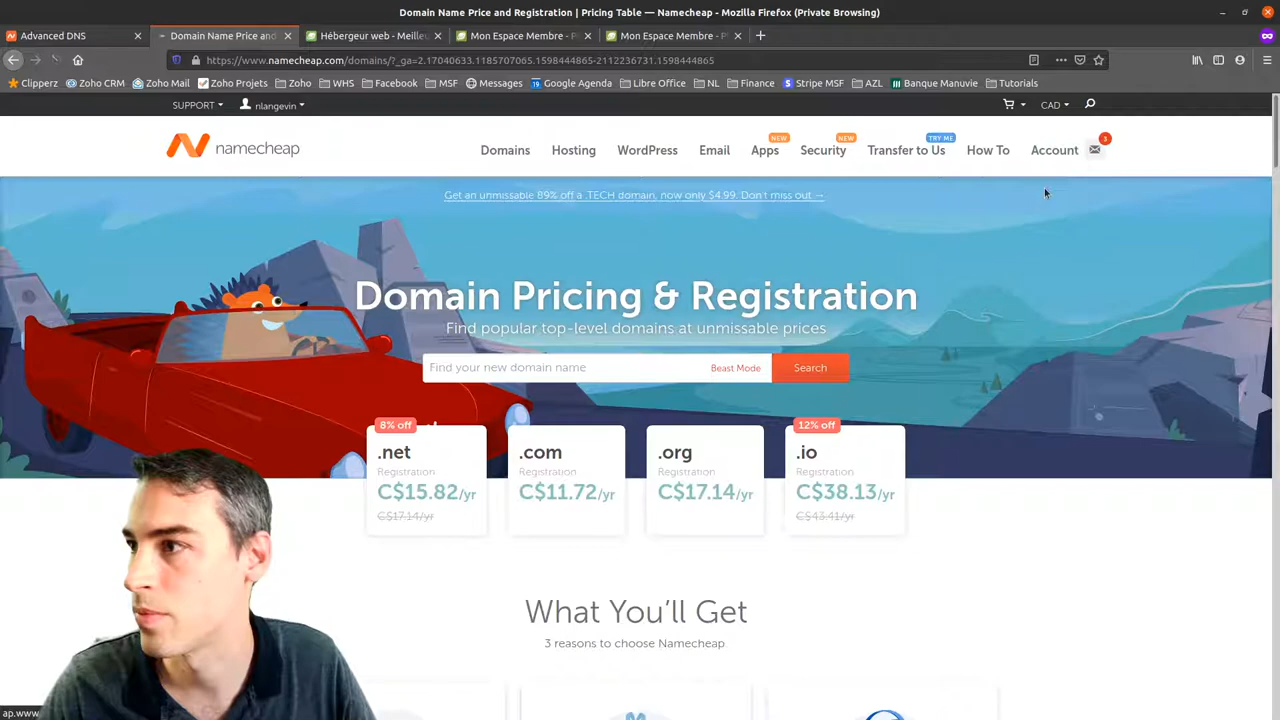 Domain Name Price and Registration | Pricing Table — Namecheap - Mozilla Firefox (Private Browsing)
Advanced DNS
Domain Name Price and
Hébergeur web - Meilleu
Mon Espace Membre - P
Mon Espace Membre - Pl
https://www.namecheap.com/domains/?_ga=2.17040633.1185707065.1598444865-2112236731.1598444865
Clipperz Zoho CRM Zoho Mail Zoho Projets Zoho WHS Facebook MSF Messages Google Agenda Libre Office NL Finance Stripe MSF AZL Banque Manuvie Tutorials
SUPPORT nlangevin CAD
namecheap
Domains Hosting WordPress Email Apps Security Transfer to Us How To Account
NEW NEW TRY ME 3
Get an unmissable 89% off a .TECH domain, now only $4.99. Don't miss out →
Domain Pricing & Registration
Find popular top-level domains at unmissable prices
Find your new domain name Beast Mode Search
8% off
.net
Registration
C$15.82/yr
C$17.14/yr
.com
Registration
C$11.72/yr
.org
Registration
C$17.14/yr
12% off
.io
Registration
C$38.13/yr
C$43.41/yr
What You'll Get
3 reasons to choose Namecheap
ap.www